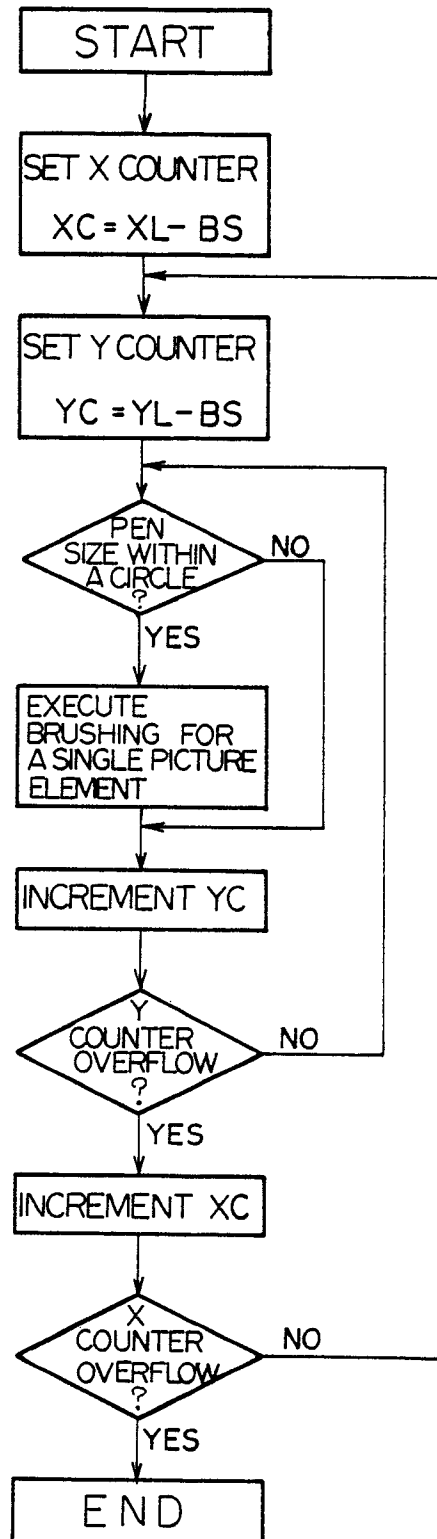 START
SET X COUNTER
XC = XL - BS
SET Y COUNTER
YC = YL - BS
PEN
SIZE WITHIN
A CIRCLE
?
NO
YES
EXECUTE
BRUSHING FOR
A SINGLE PICTURE
ELEMENT
INCREMENT YC
Y
COUNTER
OVERFLOW
?
NO
YES
INCREMENT XC
X
COUNTER
OVERFLOW
?
NO
YES
END